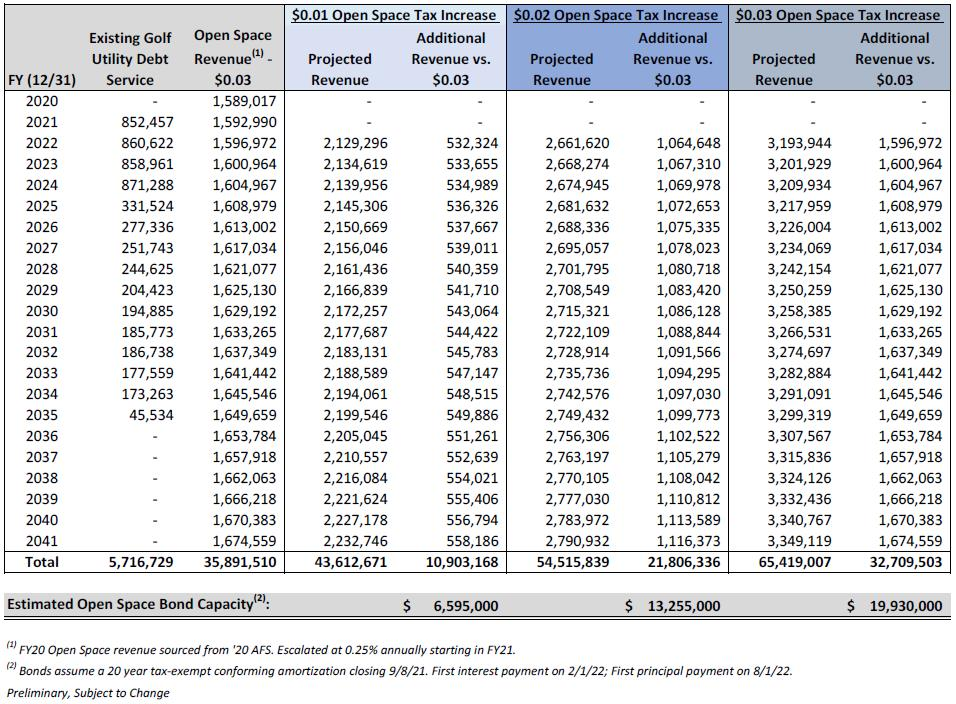 $0.01 Open Space Tax Increase $0.02 Open Space Tax Increase $0.03 Open Space Tax Increase
Existing Golf Open Space Additional Additional Additional
Utility Debt Revenue(1) - Projected Revenue vs. Projected Revenue vs. Projected Revenue vs.
FY (12/31) Service $0.03 Revenue $0.03 Revenue $0.03 Revenue $0.03
2020 - 1,589,017 - - - - - -
2021 852,457 1,592,990 - - - - - -
2022 860,622 1,596,972 2,129,296 532,324 2,661,620 1,064,648 3,193,944 1,596,972
2023 858,961 1,600,964 2,134,619 533,655 2,668,274 1,067,310 3,201,929 1,600,964
2024 871,288 1,604,967 2,139,956 534,989 2,674,945 1,069,978 3,209,934 1,604,967
2025 331,524 1,608,979 2,145,306 536,326 2,681,632 1,072,653 3,217,959 1,608,979
2026 277,336 1,613,002 2,150,669 537,667 2,688,336 1,075,335 3,226,004 1,613,002
2027 251,743 1,617,034 2,156,046 539,011 2,695,057 1,078,023 3,234,069 1,617,034
2028 244,625 1,621,077 2,161,436 540,359 2,701,795 1,080,718 3,242,154 1,621,077
2029 204,423 1,625,130 2,166,839 541,710 2,708,549 1,083,420 3,250,259 1,625,130
2030 194,885 1,629,192 2,172,257 543,064 2,715,321 1,086,128 3,258,385 1,629,192
2031 185,773 1,633,265 2,177,687 544,422 2,722,109 1,088,844 3,266,531 1,633,265
2032 186,738 1,637,349 2,183,131 545,783 2,728,914 1,091,566 3,274,697 1,637,349
2033 177,559 1,641,442 2,188,589 547,147 2,735,736 1,094,295 3,282,884 1,641,442
2034 173,263 1,645,546 2,194,061 548,515 2,742,576 1,097,030 3,291,091 1,645,546
2035 45,534 1,649,659 2,199,546 549,886 2,749,432 1,099,773 3,299,319 1,649,659
2036 - 1,653,784 2,205,045 551,261 2,756,306 1,102,522 3,307,567 1,653,784
2037 - 1,657,918 2,210,557 552,639 2,763,197 1,105,279 3,315,836 1,657,918
2038 - 1,662,063 2,216,084 554,021 2,770,105 1,108,042 3,324,126 1,662,063
2039 - 1,666,218 2,221,624 555,406 2,777,030 1,110,812 3,332,436 1,666,218
2040 - 1,670,383 2,227,178 556,794 2,783,972 1,113,589 3,340,767 1,670,383
2041 - 1,674,559 2,232,746 558,186 2,790,932 1,116,373 3,349,119 1,674,559
Total 5,716,729 35,891,510 43,612,671 10,903,168 54,515,839 21,806,336 65,419,007 32,709,503
Estimated Open Space Bond Capacity(2): $ 6,595,000 $ 13,255,000 $ 19,930,000
(1) FY20 Open Space revenue sourced from '20 AFS. Escalated at 0.25% annually starting in FY21.
(2) Bonds assume a 20 year tax-exempt conforming amortization closing 9/8/21. First interest payment on 2/1/22; First principal payment on 8/1/22.
Preliminary, Subject to Change